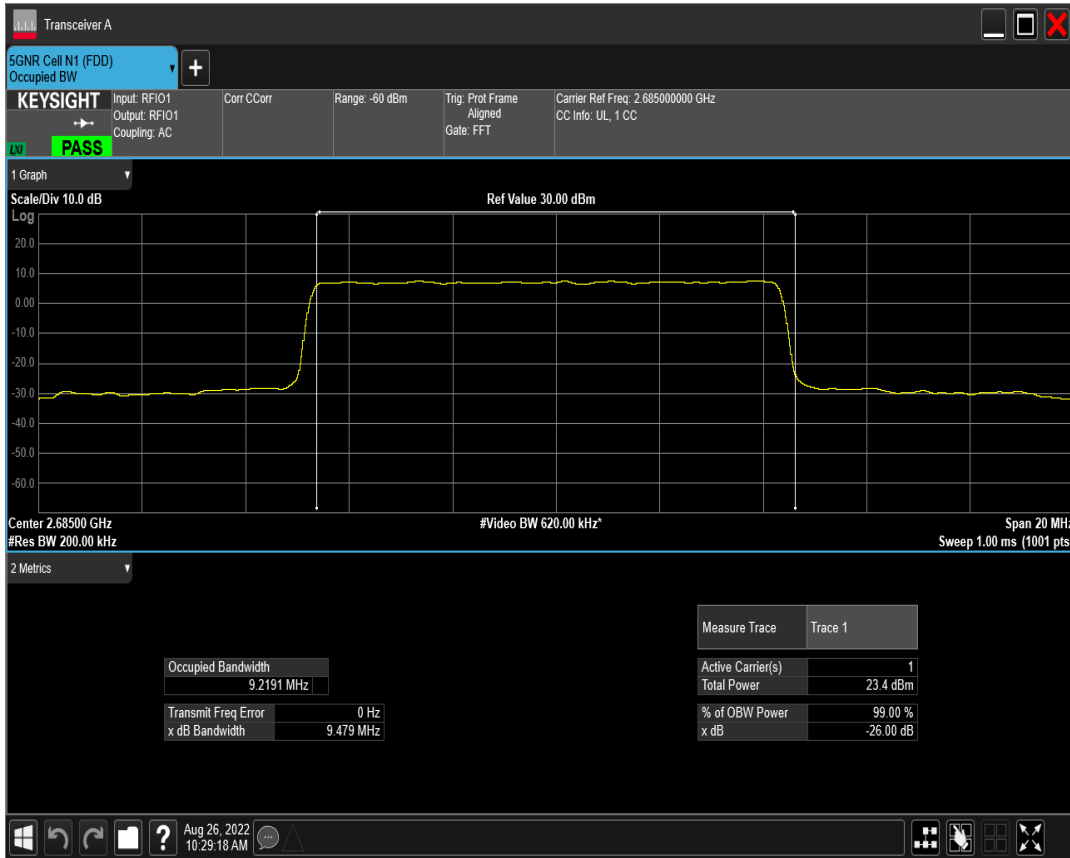 Transceiver A
5GNR Cell N1 (FDD)
Occupied BW
+
KEYSIGHT
LXI
PASS
Input: RFIO1
Output: RFIO1
Coupling: AC
Corr CCorr
Range: -60 dBm
Trig: Prot Frame
Aligned
Gate: FFT
Carrier Ref Freq: 2.685000000 GHz
CC Info: UL, 1 CC
1 Graph
Scale/Div 10.0 dB
Ref Value 30.00 dBm
Log
20.0
10.0
0.00
-10.0
-20.0
-30.0
-40.0
-50.0
-60.0
Center 2.68500 GHz
#Video BW 620.00 kHz*
Span 20 MHz
#Res BW 200.00 kHz
Sweep 1.00 ms (1001 pts
2 Metrics
Measure Trace Trace 1
Occupied Bandwidth
9.2191 MHz
Active Carrier(s) 1
Total Power 23.4 dBm
Transmit Freq Error 0 Hz
x dB Bandwidth 9.479 MHz
% of OBW Power 99.00 %
x dB -26.00 dB
?
Aug 26, 2022
10:29:18 AM